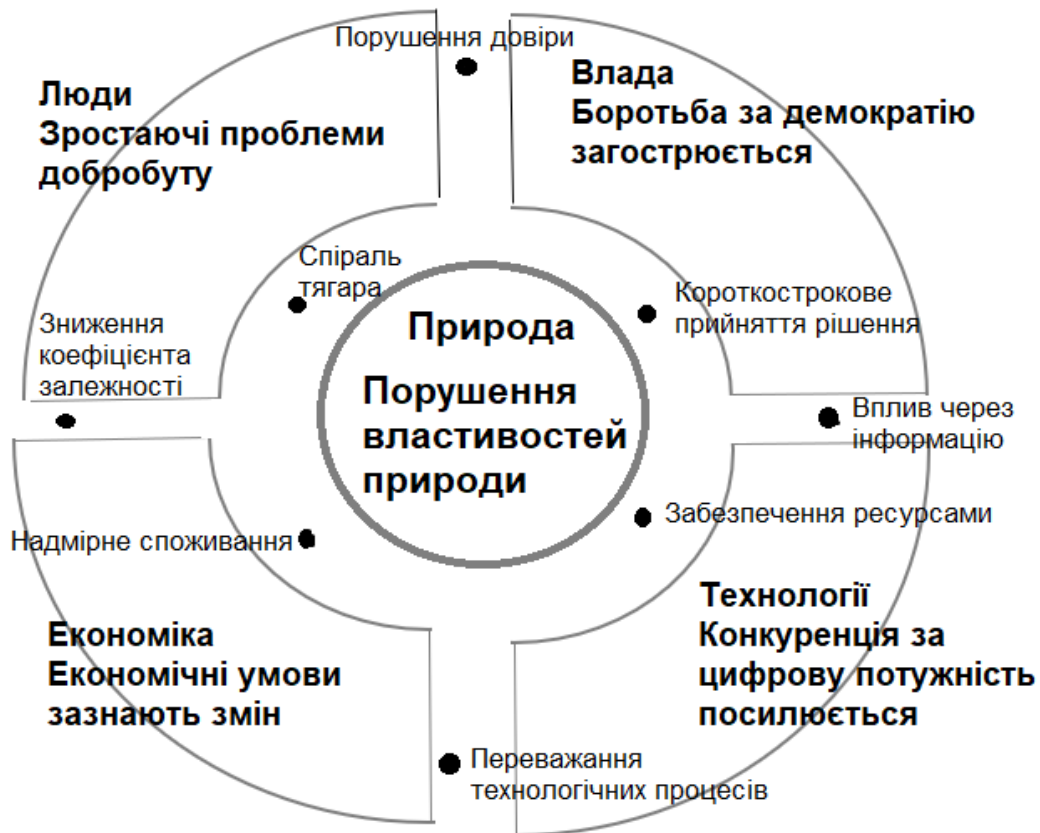 Порушення довіри
Люди
Зростаючі проблеми
добробуту
Влада
Боротьба за демократію
загострюється
Спіраль
тягара
Короткострокове
прийняття рішення
Зниження
коефіцієнта
залежності
Природа
Порушення
властивостей
природи
Вплив через
інформацію
Надмірне споживання
Забезпечення ресурсами
Економіка
Економічні умови
зазнають змін
Технології
Конкуренція за
цифрову потужність
посилюється
Переважання
технологічних процесів